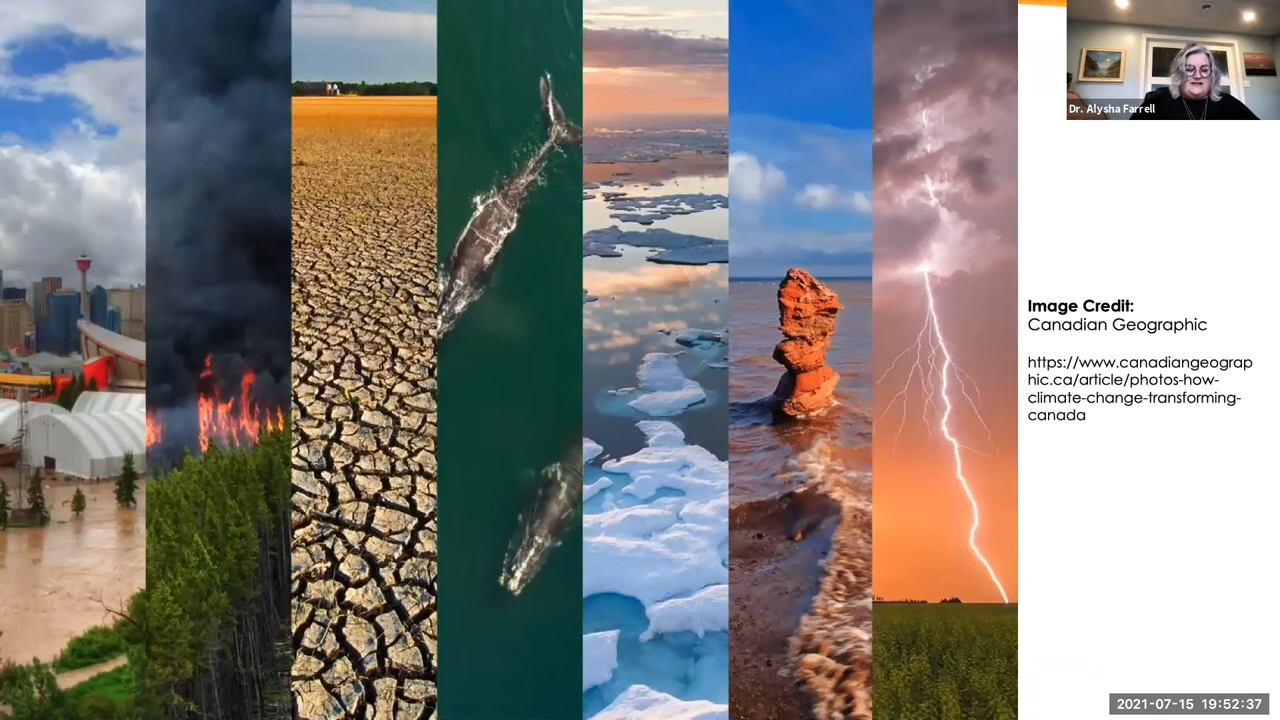 Dr. Alysha Farrell
Image Credit:
Canadian Geographic
https://www.canadiangeograp
hic.ca/article/photos-how-
climate-change-transforming-
canada
2021-07-15 19:52:37